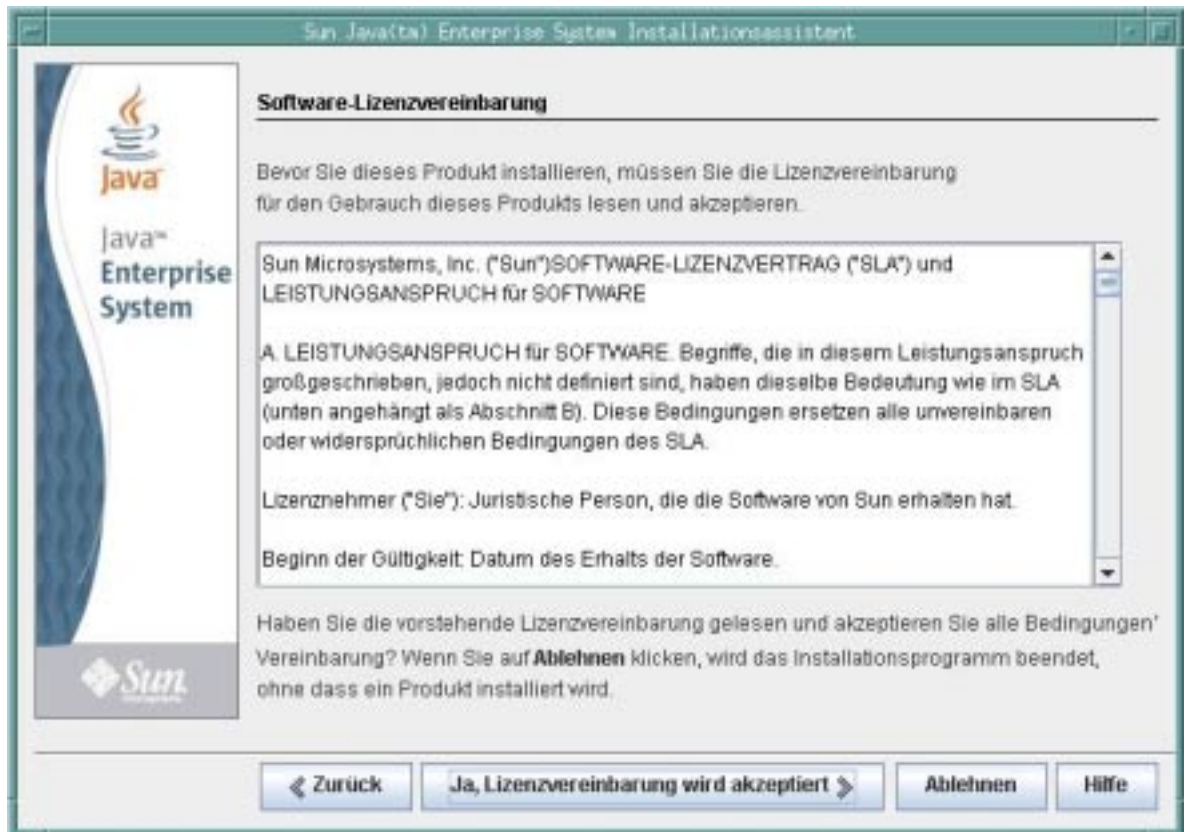 Sun Java(tm) Enterprise System Installationsassistent
Java
Java™
Enterprise
System
Software-Lizenzvereinbarung
Bevor Sie dieses Produkt installieren, müssen Sie die Lizenzvereinbarung
für den Gebrauch dieses Produkts lesen und akzeptieren.
Sun Microsystems, Inc. ("Sun")SOFTWARE-LIZENZVERTRAG ("SLA") und
LEISTUNGSANSPRUCH für SOFTWARE
A. LEISTUNGSANSPRUCH für SOFTWARE. Begriffe, die in diesem Leistungsanspruch
großgeschrieben, jedoch nicht definiert sind, haben dieselbe Bedeutung wie im SLA
(unten angehängt als Abschnitt B). Diese Bedingungen ersetzen alle unvereinbaren
oder widersprüchlichen Bedingungen des SLA.
Lizenznehmer ("Sie"): Juristische Person, die die Software von Sun erhalten hat.
Beginn der Gültigkeit: Datum des Erhalts der Software.
Haben Sie die vorstehende Lizenzvereinbarung gelesen und akzeptieren Sie alle Bedingungen
Vereinbarung? Wenn Sie auf Ablehnen klicken, wird das Installationsprogramm beendet,
ohne dass ein Produkt installiert wird.
Sun
Zurück
Ja, Lizenzvereinbarung wird akzeptiert
Ablehnen
Hilfe